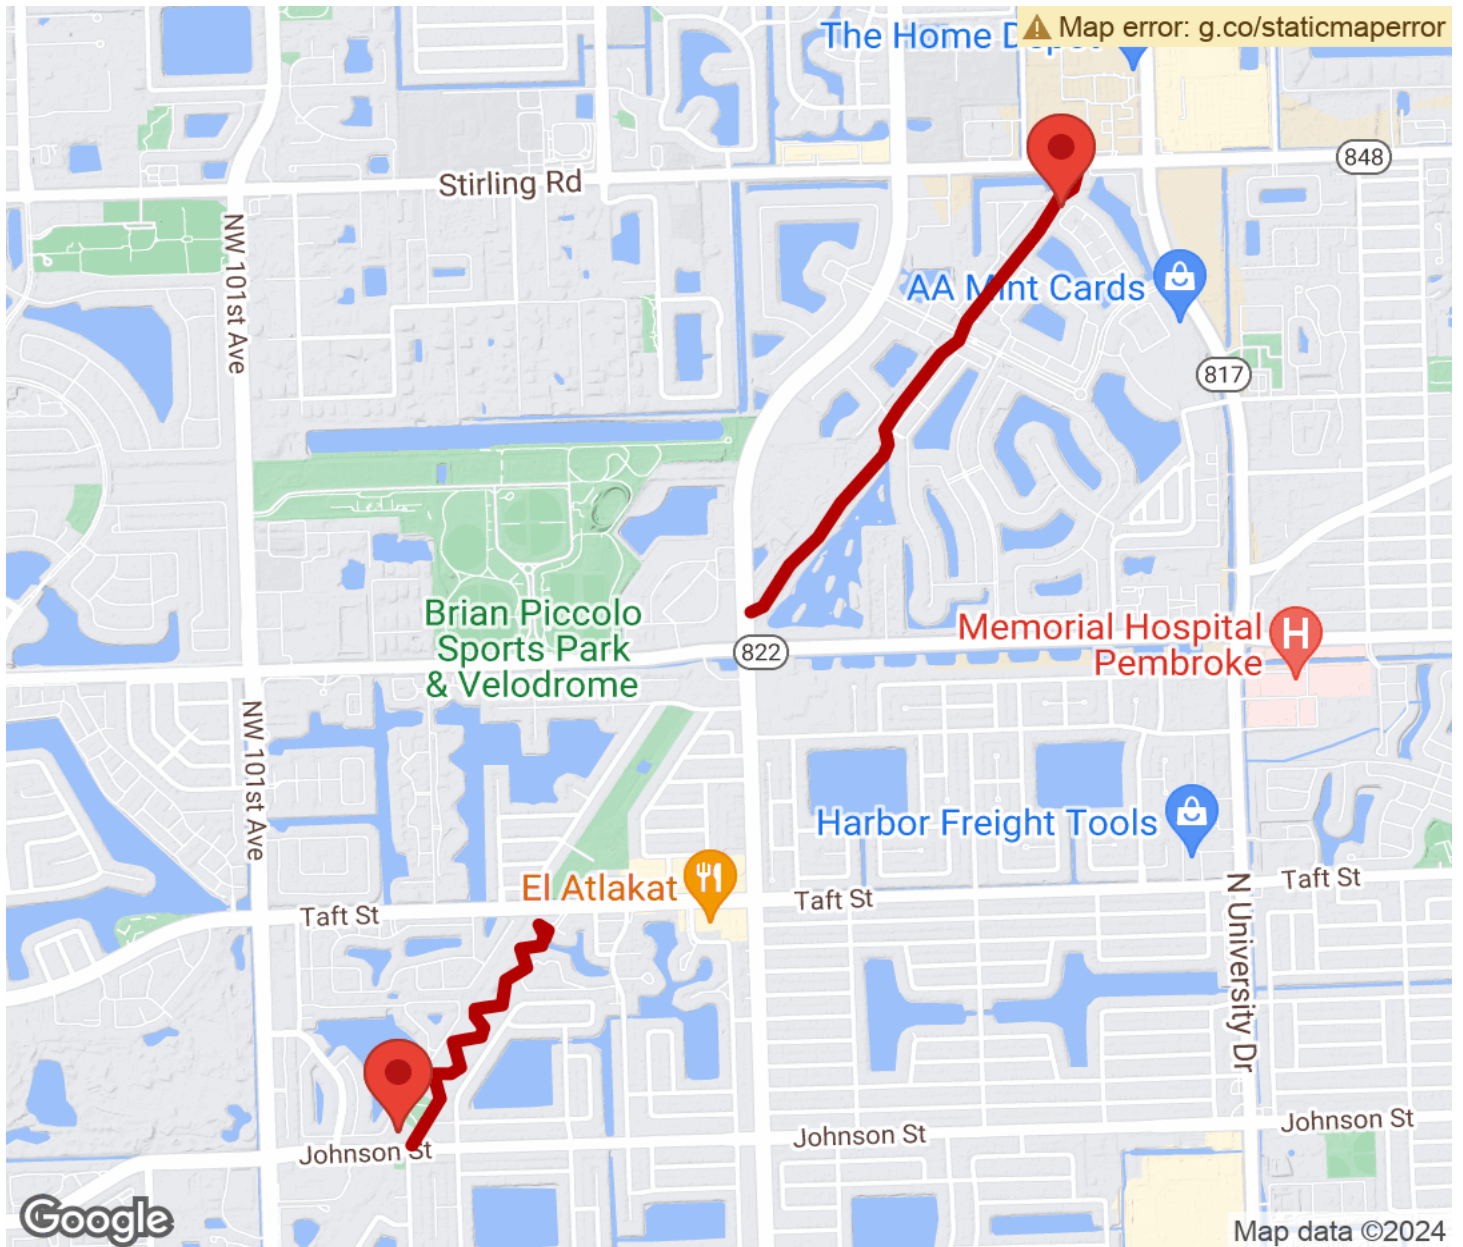 Map error: g.co/staticmaperror
The Home Depot
848
Stirling Rd
NW 101st Ave
AA Mint Cards
817
Brian Piccolo
Sports Park
& Velodrome
822
Memorial Hospital
Pembroke
H
NW 101st Ave
Harbor Freight Tools
El Atlakat
Taft St
Taft St
Taft St
N University Dr
Johnson St
Johnson St
Johnson St
Google
Map data ©2024